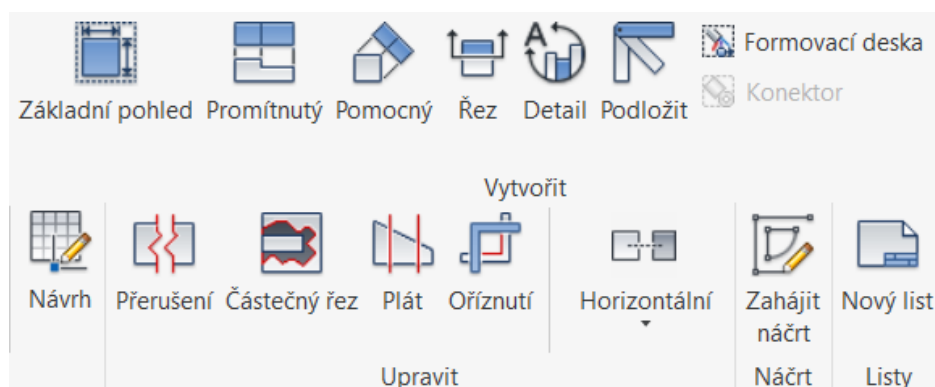 Základní pohled Promítnutý Pomocný Řez Detail Podložit Formovací deska
Konektor
Vytvořit
Návrh Přerušení Částečný řez Plát Oříznutí Horizontální Zahájit náčrt Nový list
Upravit Náčrt Listy